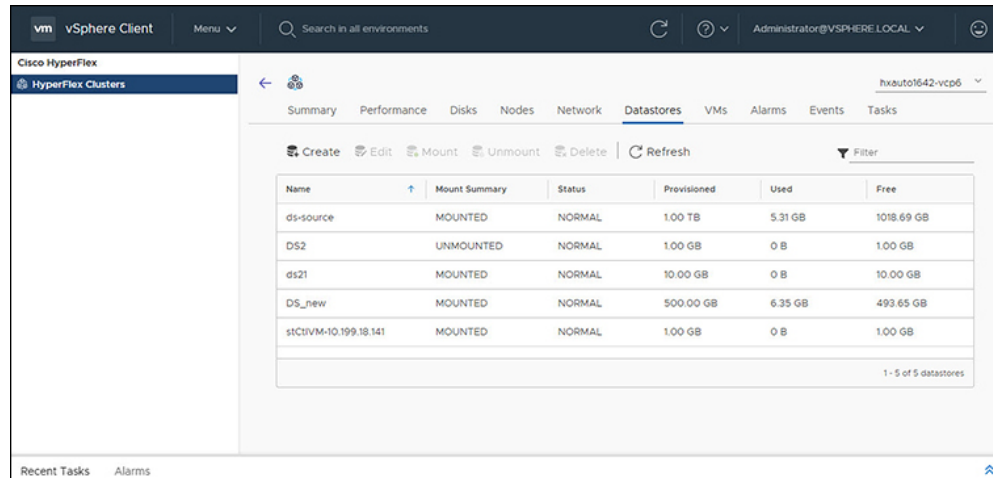 vm vSphere Client Menu Search in all environments Administrator@VSPHERE.LOCAL
Cisco HyperFlex
HyperFlex Clusters
hxauto1642-vcp6
Summary Performance Disks Nodes Network Datastores VMs Alarms Events Tasks
Create Edit Mount Unmount Delete Refresh Filter
Name Mount Summary Status Provisioned Used Free
ds-source MOUNTED NORMAL 1.00 TB 5.31 GB 1018.69 GB
DS2 UNMOUNTED NORMAL 1.00 GB 0 B 1.00 GB
ds21 MOUNTED NORMAL 10.00 GB 0 B 10.00 GB
DS_new MOUNTED NORMAL 500.00 GB 6.35 GB 493.65 GB
stCtlVM-10.199.18.141 MOUNTED NORMAL 1.00 GB 0 B 1.00 GB
1 - 5 of 5 datastores
Recent Tasks Alarms